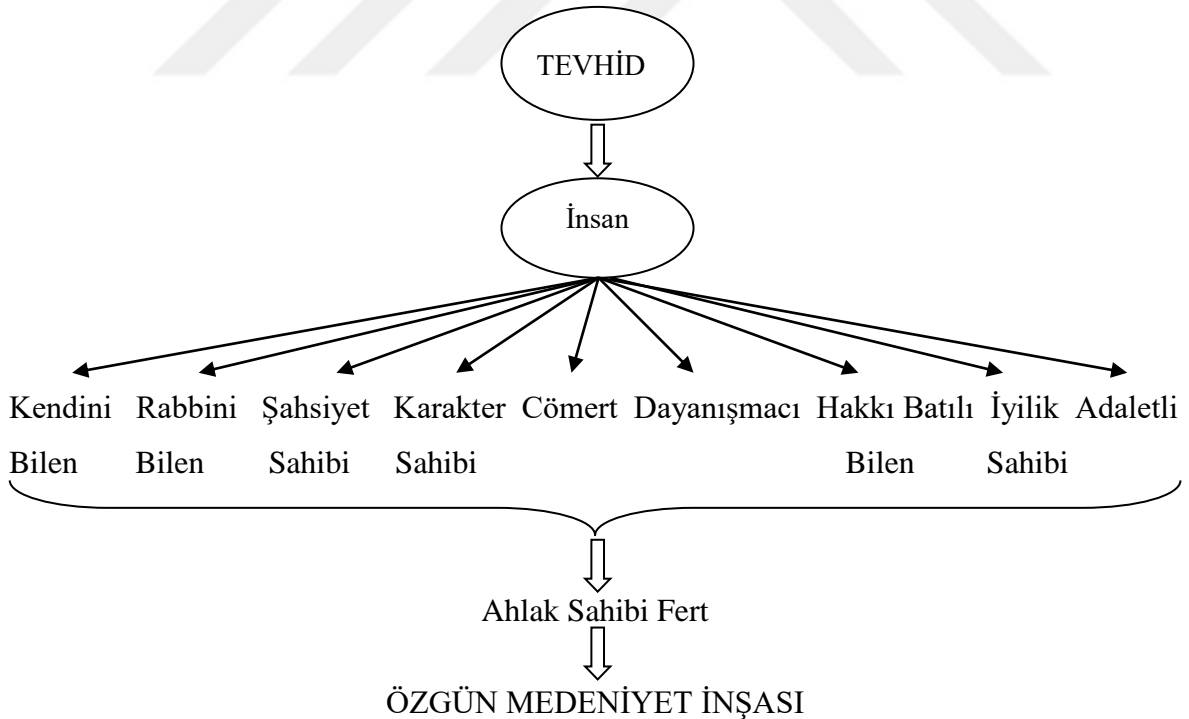 TEVHİD
İnsan
Kendini Rabbini Şahsiyet Karakter Cömert Dayanışmacı Hakkı Batılı İyilik Adaletli
Bilen Bilen Sahibi Sahibi Bilen Sahibi
Ahlak Sahibi Fert
ÖZGÜN MEDENİYET İNŞASI